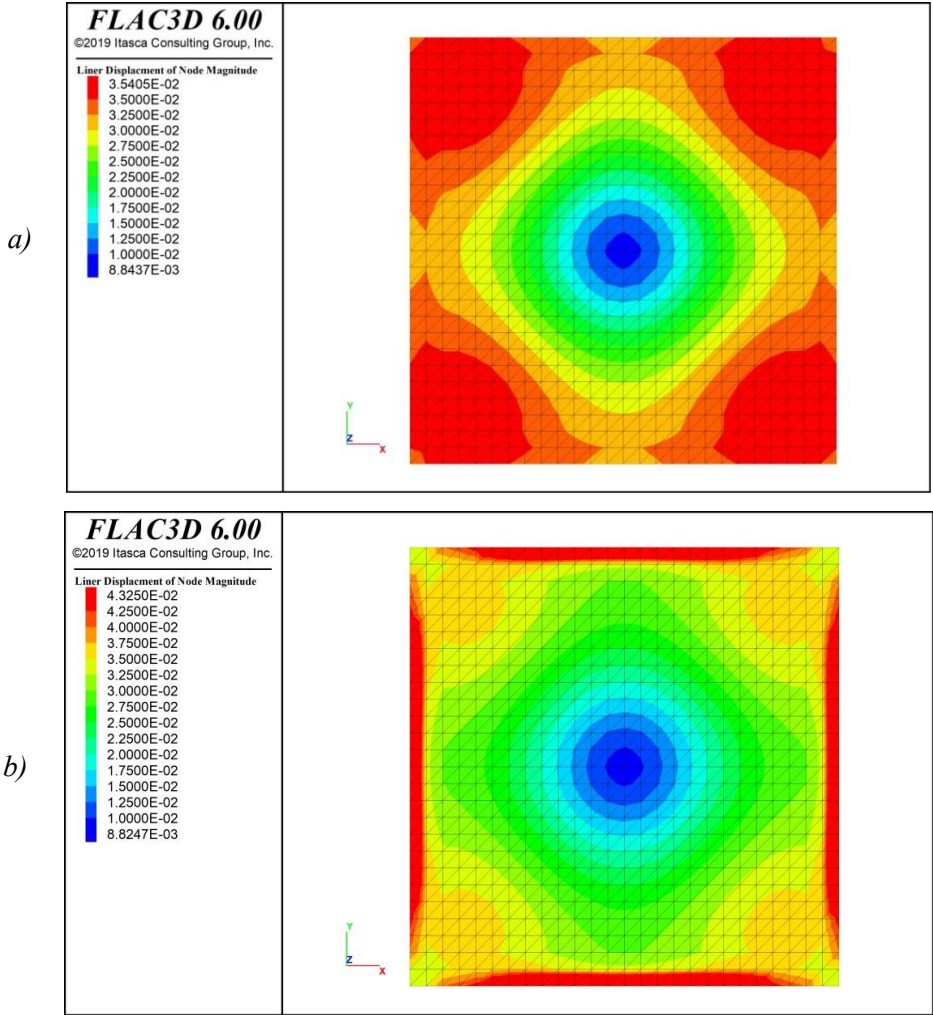 FLAC3D 6.00
©2019 Itasca Consulting Group, Inc.
Liner Displacment of Node Magnitude
3.5405E-02
3.5000E-02
3.2500E-02
3.0000E-02
2.7500E-02
2.5000E-02
2.2500E-02
2.0000E-02
1.7500E-02
1.5000E-02
1.2500E-02
1.0000E-02
8.8437E-03
a)
Y
Z
X
FLAC3D 6.00
©2019 Itasca Consulting Group, Inc.
Liner Displacment of Node Magnitude
4.3250E-02
4.2500E-02
4.0000E-02
3.7500E-02
3.5000E-02
3.2500E-02
3.0000E-02
2.7500E-02
2.5000E-02
2.2500E-02
2.0000E-02
1.7500E-02
1.5000E-02
1.2500E-02
1.0000E-02
8.8247E-03
b)
Y
Z
X